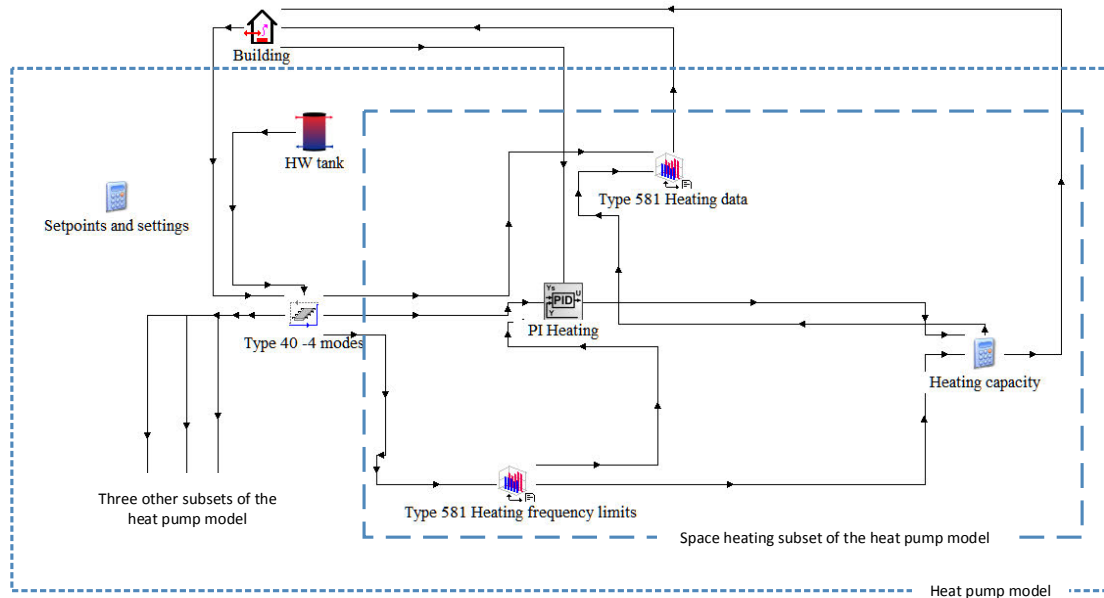 Building
HW tank
Type 581 Heating data
Setpoints and settings
Ys
U
PID
Y
PI Heating
Type 40 -4 modes
Heating capacity
Three other subsets of the
heat pump model
Type 581 Heating frequency limits
Space heating subset of the heat pump model
Heat pump model